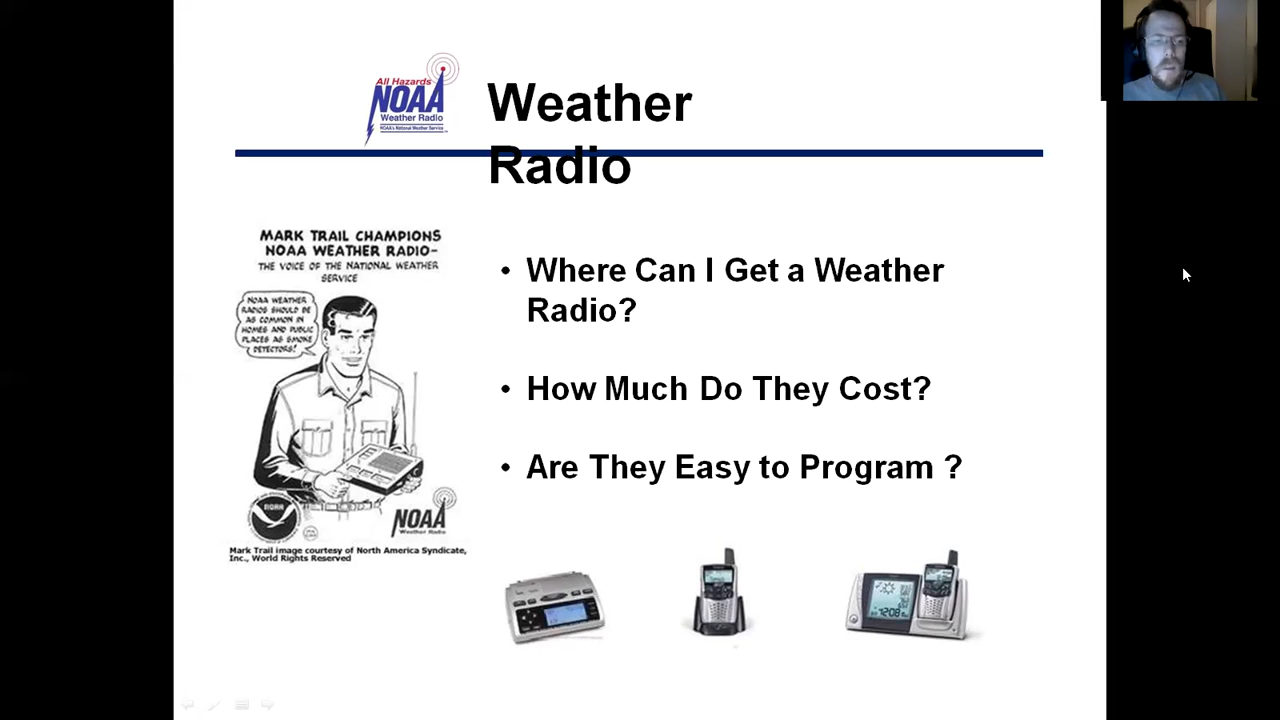 All Hazards
NOAA
Weather Radio
NOAA's National Weather Service
Weather
Radio
MARK TRAIL CHAMPIONS
NOAA WEATHER RADIO-
THE VOICE OF THE NATIONAL WEATHER
SERVICE
NOAA WEATHER
RADIOS SHOULD BE
AS COMMON IN
HOMES AND PUBLIC
PLACES AS SMOKE
DETECTORS!
NOAA
NOAA
Weather Radio
Mark Trail image courtesy of North America Syndicate,
Inc., World Rights Reserved
• Where Can I Get a Weather
Radio?
• How Much Do They Cost?
• Are They Easy to Program ?
12:08